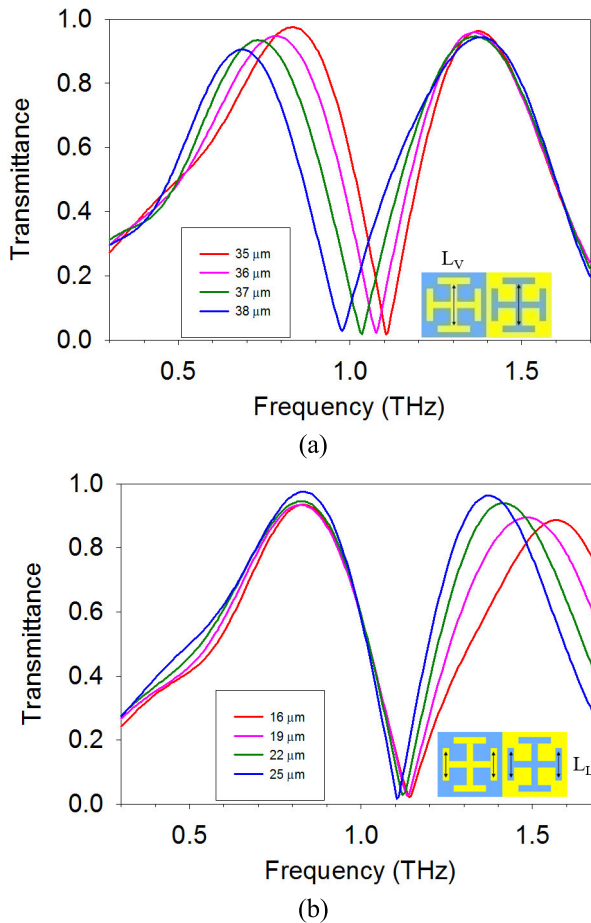 1.0
0.8
0.6
0.4
0.2
0.0
Transmittance
35 μm
36 μm
37 μm
38 μm
L_V
0.5 1.0 1.5
Frequency (THz)
(a)
1.0
0.8
0.6
0.4
0.2
0.0
Transmittance
16 μm
19 μm
22 μm
25 μm
L_L
0.5 1.0 1.5
Frequency (THz)
(b)